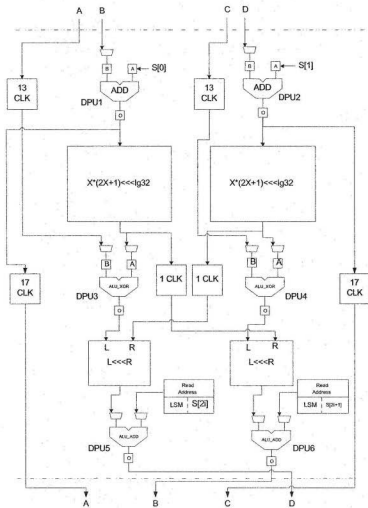 A B C D
B A S[0] B A S[1]
13 CLK ADD 13 CLK ADD
DPU1 DPU2
O O
X*(2X+1)<<<lg32 X*(2X+1)<<<lg32
B A B A
17 CLK ALU_XOR 1 CLK 1 CLK ALU_XOR 17 CLK
DPU3 DPU4
O O
L R L R
L<<<R L<<<R
Read Address Read Address
LSM S[2i] LSM S[2i+1]
ALU_ADD ALU_ADD
DPU5 DPU6
O O
A B C D